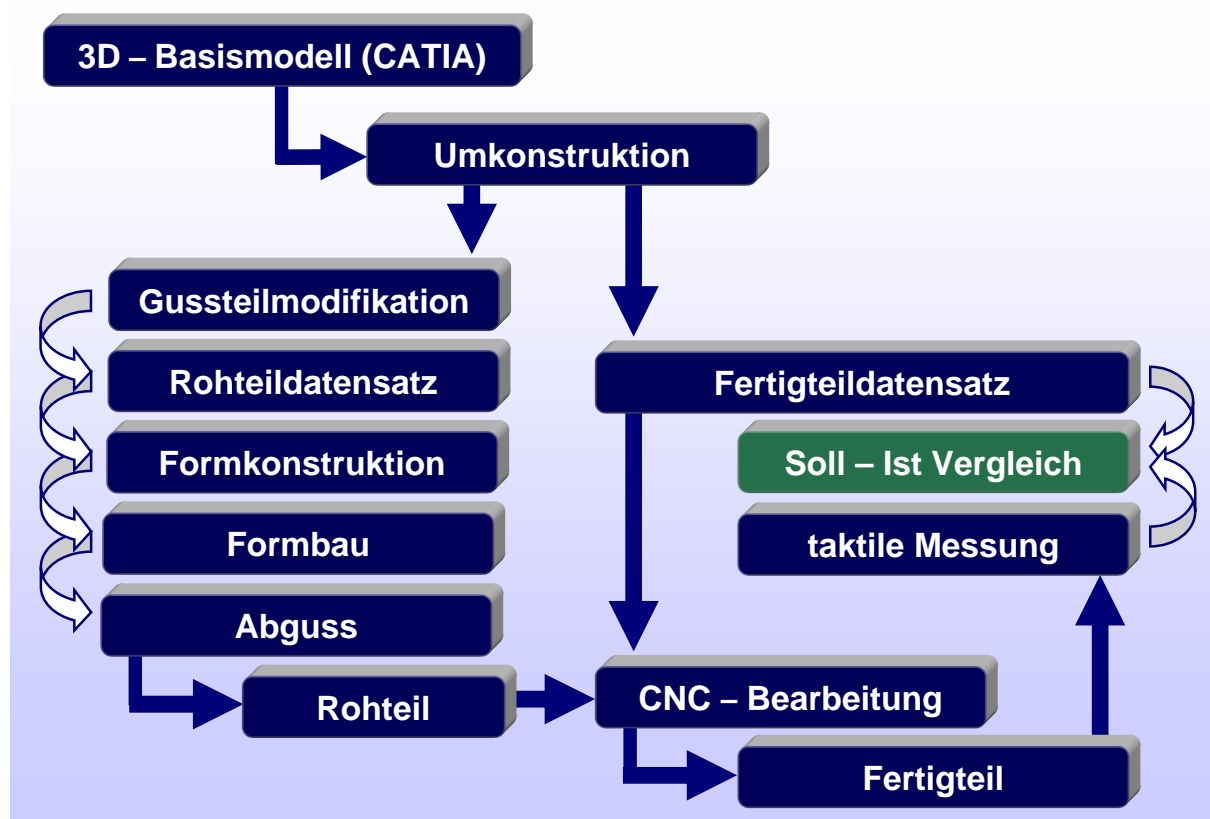 3D – Basismodell (CATIA)
Umkonstruktion
Gussteilmodifikation
Rohteildatensatz
Formkonstruktion
Formbau
Abguss
Rohteil
Fertigteildatensatz
Soll – Ist Vergleich
taktile Messung
CNC – Bearbeitung
Fertigteil